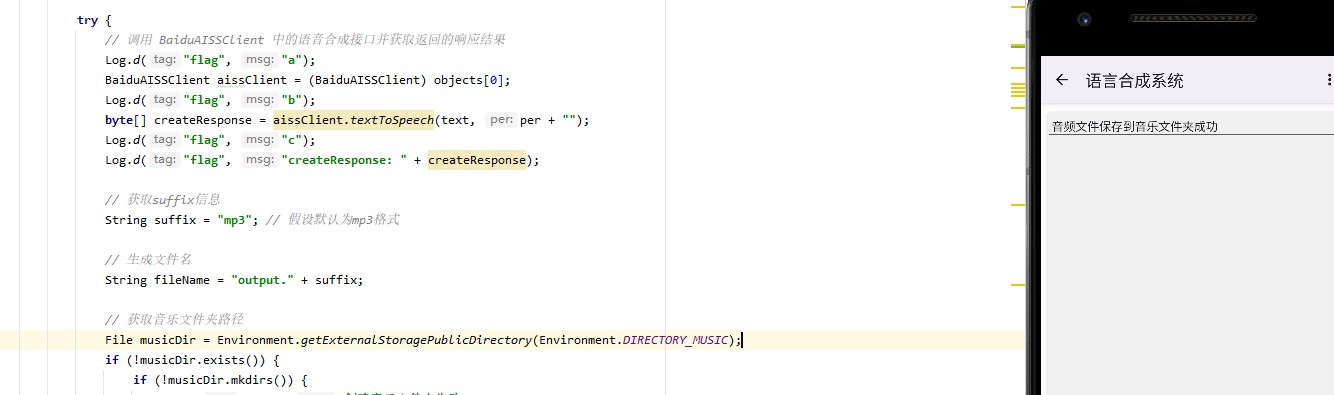 try {
// 调用 BaiduAISSClient 中的语音合成接口并获取返回的响应结果
Log.d( tag: "flag", msg: "a");
BaiduAISSClient aissClient = (BaiduAISSClient) objects[0];
Log.d( tag: "flag", msg: "b");
byte[] createResponse = aissClient.textToSpeech(text, per: per + "");
Log.d( tag: "flag", msg: "c");
Log.d( tag: "flag", msg: "createResponse: " + createResponse);
// 获取suffix信息
String suffix = "mp3"; // 假设默认为mp3格式
// 生成文件名
String fileName = "output." + suffix;
// 获取音乐文件夹路径
File musicDir = Environment.getExternalStoragePublicDirectory(Environment.DIRECTORY_MUSIC);
if (!musicDir.exists()) {
if (!musicDir.mkdirs()) {
语言合成系统
音频文件保存到音乐文件夹成功